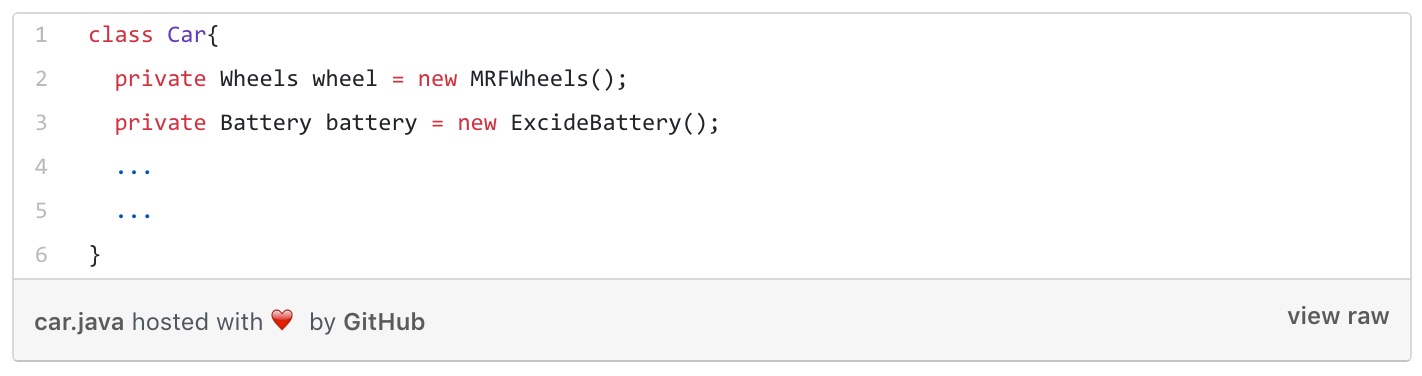 1 class Car{
2 private Wheels wheel = new MRFWheels();
3 private Battery battery = new ExcideBattery();
4 ...
5 ...
6 }
car.java hosted with ❤ by GitHub view raw